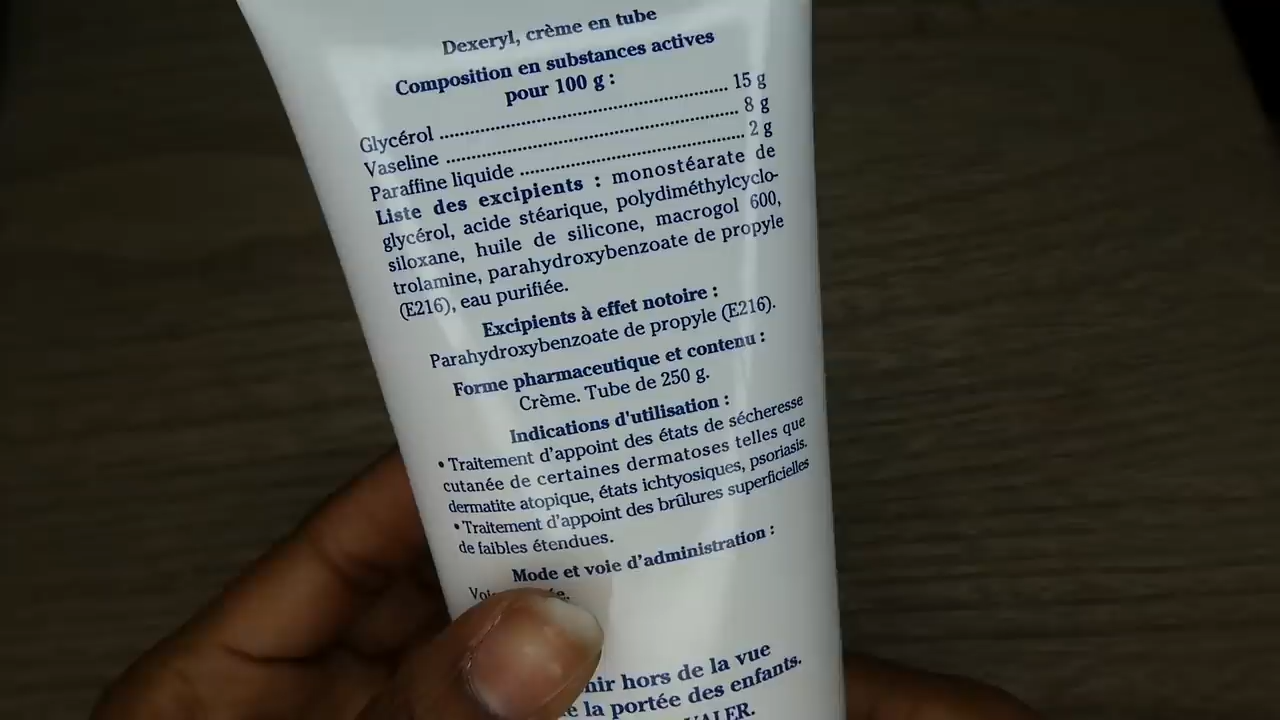 Dexeryl, crème en tube
Composition en substances actives
pour 100 g :
Glycérol ........................................ 15 g
Vaseline ........................................ 8 g
Paraffine liquide ............................... 2 g
Liste des excipients : monostéarate de
glycérol, acide stéarique, polydiméthylcyclo-
siloxane, huile de silicone, macrogol 600,
trolamine, parahydroxybenzoate de propyle
(E216), eau purifiée.
Excipients à effet notoire :
Parahydroxybenzoate de propyle (E216).
Forme pharmaceutique et contenu :
Crème. Tube de 250 g.
Indications d'utilisation :
• Traitement d'appoint des états de sécheresse
cutanée de certaines dermatoses telles que
dermatite atopique, états ichtyosiques, psoriasis.
• Traitement d'appoint des brûlures superficielles
de faibles étendues.
Mode et voie d'administration :
hors de la vue
la portée des enfants.